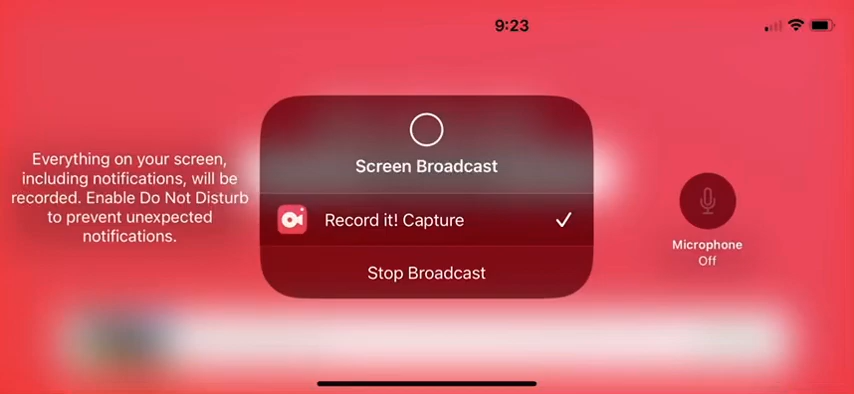 9:23
Everything on your screen,
including notifications, will be
recorded. Enable Do Not Disturb
to prevent unexpected
notifications.
Screen Broadcast
Record it! Capture
Stop Broadcast
Microphone
Off